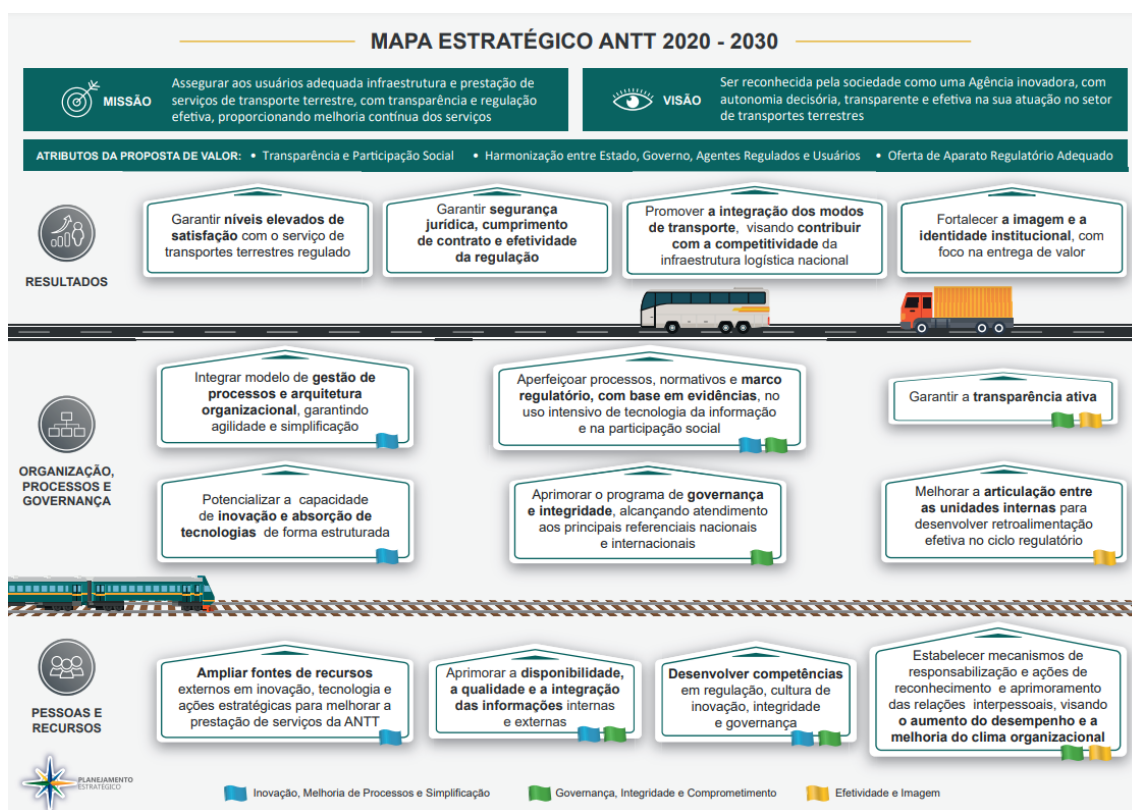 MAPA ESTRATÉGICO ANTT 2020 - 2030
MISSÃO
Assegurar aos usuários adequada infraestrutura e prestação de
serviços de transporte terrestre, com transparência e regulação
efetiva, proporcionando melhoria contínua dos serviços
VISÃO
Ser reconhecida pela sociedade como uma Agência inovadora, com
autonomia decisória, transparente e efetiva na sua atuação no setor
de transportes terrestres
ATRIBUTOS DA PROPOSTA DE VALOR: • Transparência e Participação Social • Harmonização entre Estado, Governo, Agentes Regulados e Usuários • Oferta de Aparato Regulatório Adequado
RESULTADOS
Garantir níveis elevados de
satisfação com o serviço de
transportes terrestres regulado
Garantir segurança
jurídica, cumprimento
de contrato e efetividade
da regulação
Promover a integração dos modos
de transporte, visando contribuir
com a competitividade da
infraestrutura logística nacional
Fortalecer a imagem e a
identidade institucional, com
foco na entrega de valor
ORGANIZAÇÃO,
PROCESSOS E
GOVERNANÇA
Integrar modelo de gestão de
processos e arquitetura
organizacional, garantindo
agilidade e simplificação
Aperfeiçoar processos, normativos e marco
regulatório, com base em evidências, no
uso intensivo de tecnologia da informação
e na participação social
Garantir a transparência ativa
Potencializar a capacidade
de inovação e absorção de
tecnologias de forma estruturada
Aprimorar o programa de governança
e integridade, alcançando atendimento
aos principais referenciais nacionais
e internacionais
Melhorar a articulação entre
as unidades internas para
desenvolver retroalimentação
efetiva no ciclo regulatório
PESSOAS E
RECURSOS
Ampliar fontes de recursos
externos em inovação, tecnologia e
ações estratégicas para melhorar a
prestação de serviços da ANTT
Aprimorar a disponibilidade,
a qualidade e a integração
das informações internas
e externas
Desenvolver competências
em regulação, cultura de
inovação, integridade
e governança
Estabelecer mecanismos de
responsabilização e ações de
reconhecimento e aprimoramento
das relações interpessoais, visando
o aumento do desempenho e a
melhoria do clima organizacional
PLANEJAMENTO
ESTRATÉGICO
Inovação, Melhoria de Processos e Simplificação
Governança, Integridade e Comprometimento
Efetividade e Imagem